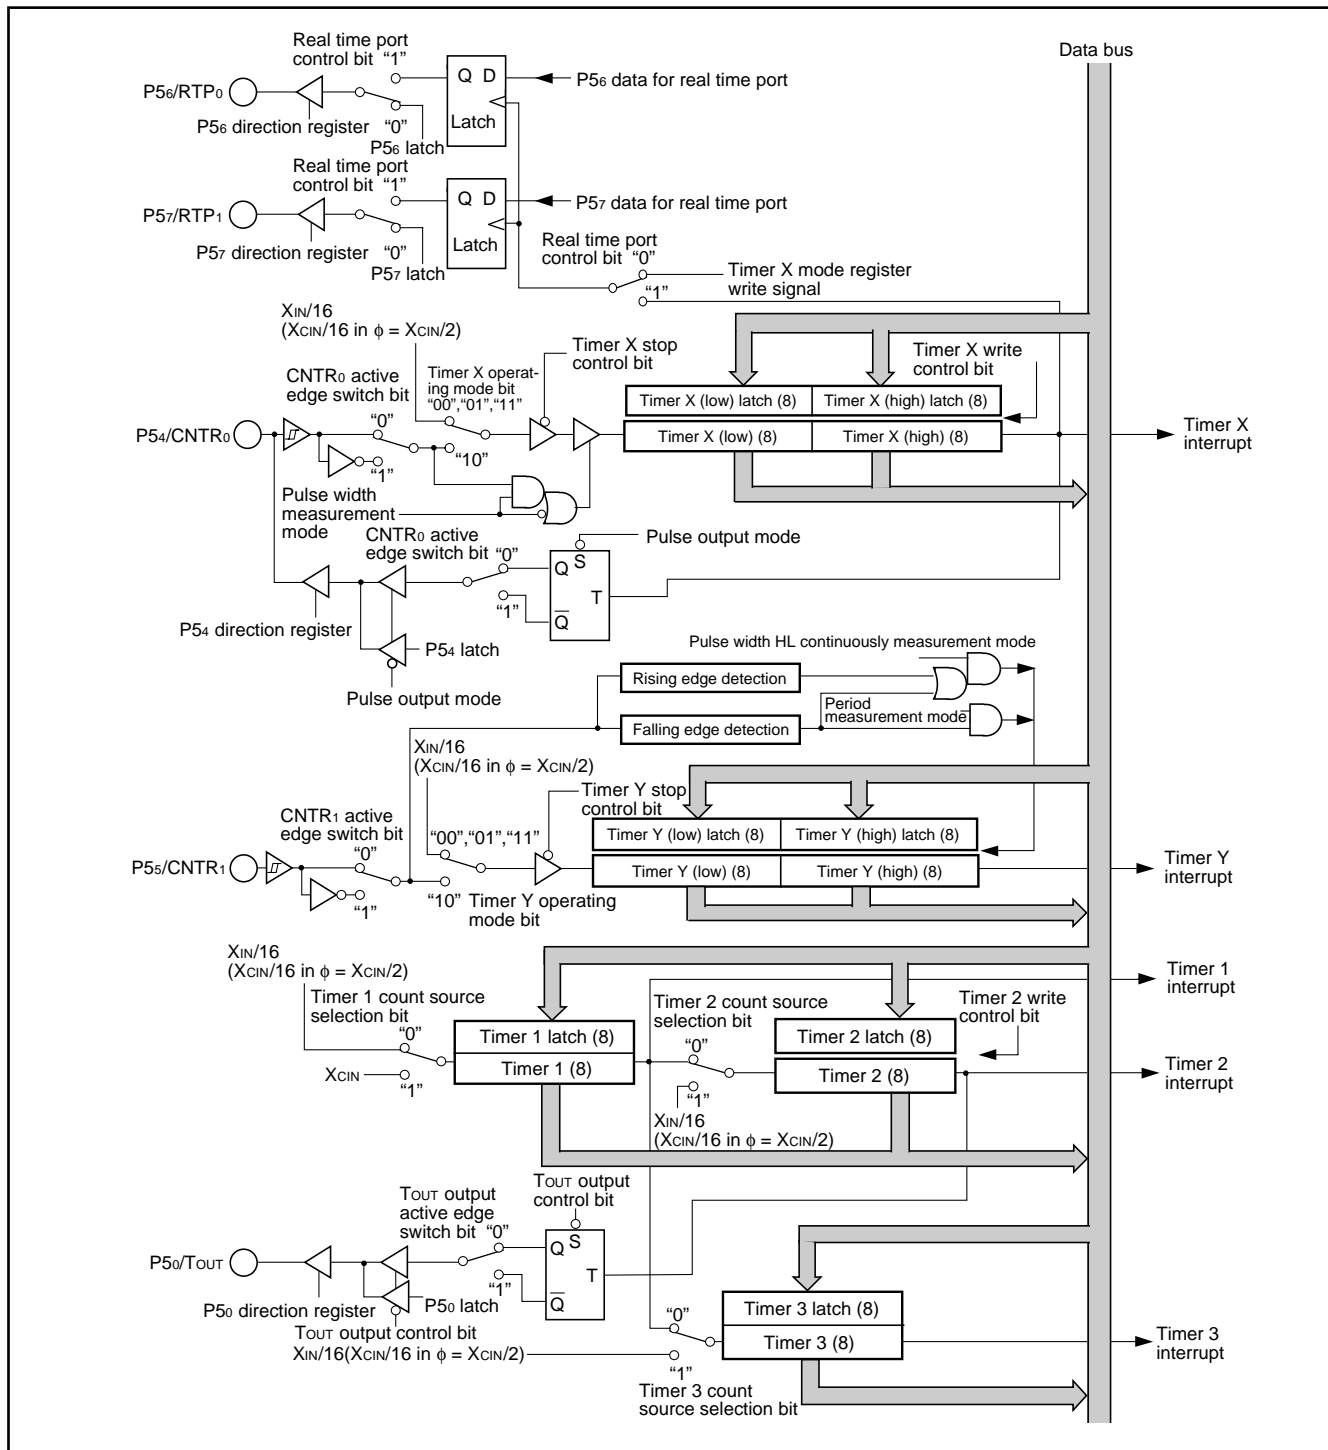 Data bus
Real time port
control bit “1”
Q D
P56 data for real time port
P56/RTP0
P56 direction register
“0”
P56 latch
Latch
Real time port
control bit “1”
Q D
P57 data for real time port
P57/RTP1
P57 direction register
“0”
P57 latch
Latch
Real time port
control bit “0”
“1”
Timer X mode register
write signal
XIN/16
(XCIN/16 in ϕ = XCIN/2)
Timer X stop
control bit
Timer X write
control bit
CNTR0 active
edge switch bit
Timer X operat-
ing mode bit
“00”,“01”,“11”
Timer X (low) latch (8)
Timer X (high) latch (8)
P54/CNTR0
“0”
“1”
“10”
Timer X (low) (8)
Timer X (high) (8)
Timer X
interrupt
Pulse width
measurement
mode
CNTR0 active
edge switch bit
“0”
“1”
Pulse output mode
Q
S
T
Q
P54 direction register
P54 latch
Pulse output mode
Pulse width HL continuously measurement mode
Rising edge detection
Period
measurement mode
Falling edge detection
XIN/16
(XCIN/16 in ϕ = XCIN/2)
Timer Y stop
control bit
CNTR1 active
edge switch bit
“00”,“01”,“11”
Timer Y (low) latch (8)
Timer Y (high) latch (8)
P55/CNTR1
“0”
“1”
“10”
Timer Y operating
mode bit
Timer Y (low) (8)
Timer Y (high) (8)
Timer Y
interrupt
XIN/16
(XCIN/16 in ϕ = XCIN/2)
Timer 1
interrupt
Timer 1 count source
selection bit
“0”
XCIN
“1”
Timer 1 latch (8)
Timer 1 (8)
Timer 2 count source
selection bit
“0”
“1”
XIN/16
(XCIN/16 in ϕ = XCIN/2)
Timer 2 latch (8)
Timer 2 (8)
Timer 2 write
control bit
Timer 2
interrupt
TOUT output
active edge
switch bit “0”
“1”
TOUT output
control bit
Q
S
T
Q
P50/TOUT
P50 direction register
P50 latch
TOUT output control bit
XIN/16(XCIN/16 in ϕ = XCIN/2)
“0”
“1”
Timer 3 count
source selection bit
Timer 3 latch (8)
Timer 3 (8)
Timer 3
interrupt